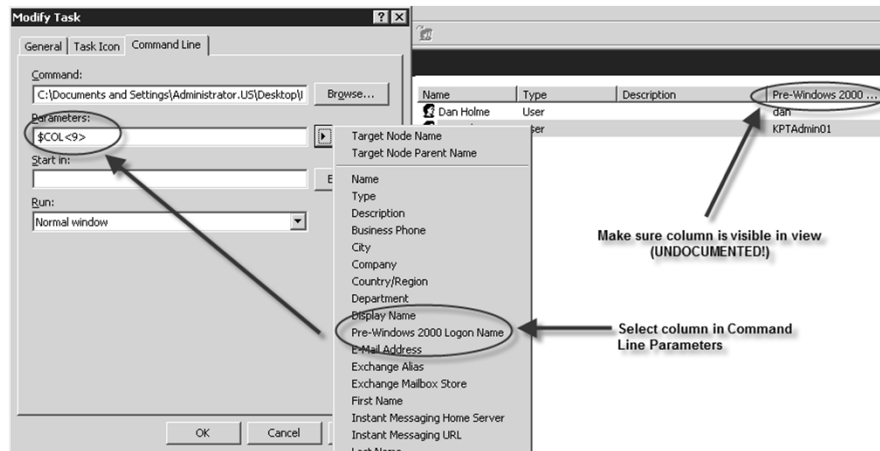 Modify Task
General
Task Icon
Command Line
Command:
C:\Documents and Settings\Administrator.US\Desktop\I
Browse...
Parameters:
$COL<9>
Start in:
Run:
Normal window
OK
Cancel
Target Node Name
Target Node Parent Name
Name
Type
Description
Business Phone
City
Company
Country/Region
Department
Display Name
Pre-Windows 2000 Logon Name
E-Mail Address
Exchange Alias
Exchange Mailbox Store
First Name
Instant Messaging Home Server
Instant Messaging URL
Last Name
Name
Type
Description
Pre-Windows 2000 ...
Dan Holme
User
dan
KPTAdmin01
Make sure column is visible in view
(UNDOCUMENTED!)
Select column in Command
Line Parameters